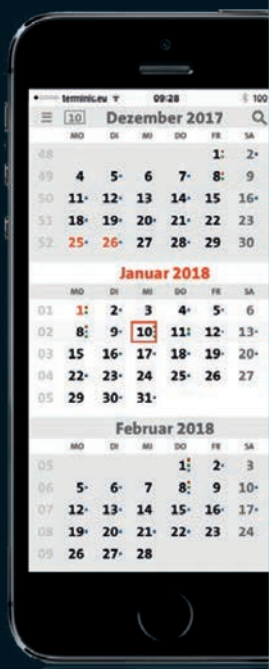 terminic.eu 09:28 100
10 Dezember 2017
MO DI MI DO FR SA
48 1 2
49 4 5 6 7 8 9
50 11 12 13 14 15 16
51 18 19 20 21 22 23
52 25 26 27 28 29 30
Januar 2018
MO DI MI DO FR SA
01 1 2 3 4 5 6
02 8 9 10 11 12 13
03 15 16 17 18 19 20
04 22 23 24 25 26 27
05 29 30 31
Februar 2018
MO DI MI DO FR SA
05 1 2 3
06 5 6 7 8 9 10
07 12 13 14 15 16 17
08 19 20 21 22 23 24
09 26 27 28